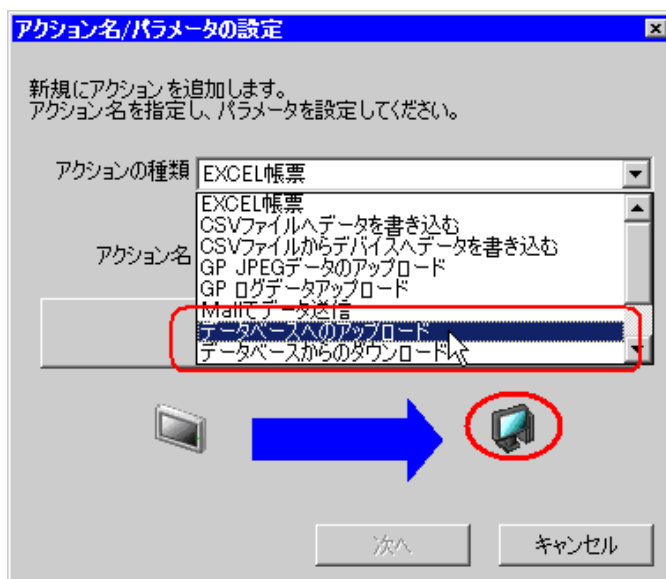 アクション名/パラメータの設定
新規にアクションを追加します。
アクション名を指定し、パラメータを設定してください。
アクションの種類
EXCEL帳票
EXCEL帳票
CSVファイルへデータを書き込む
CSVファイルからデバイスへデータを書き込む
アクション名
GP JPEGデータのアップロード
GP ログデータアップロード
Mailでデータ送信
データベースへのアップロード
データベースからのダウンロード
次へ
キャンセル